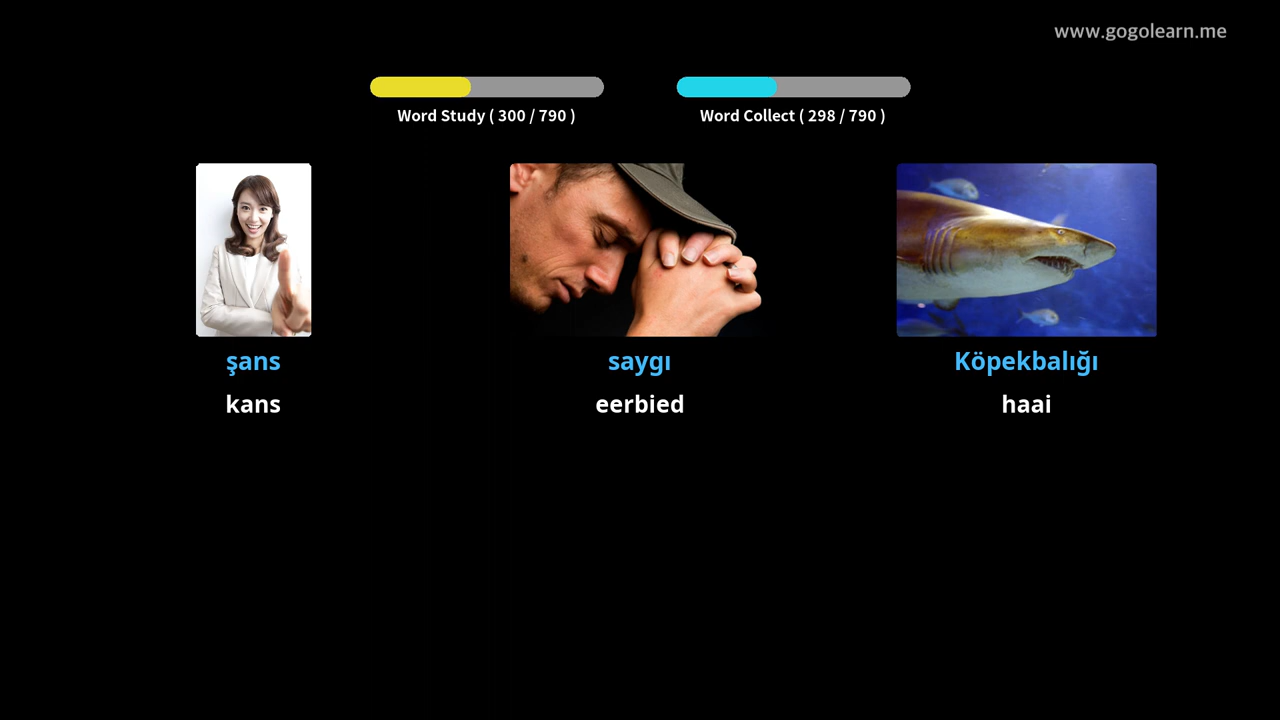 www.gogolearn.me
Word Study ( 300 / 790 )
Word Collect ( 298 / 790 )
şans
saygı
Köpekbalığı
kans
eerbied
haai